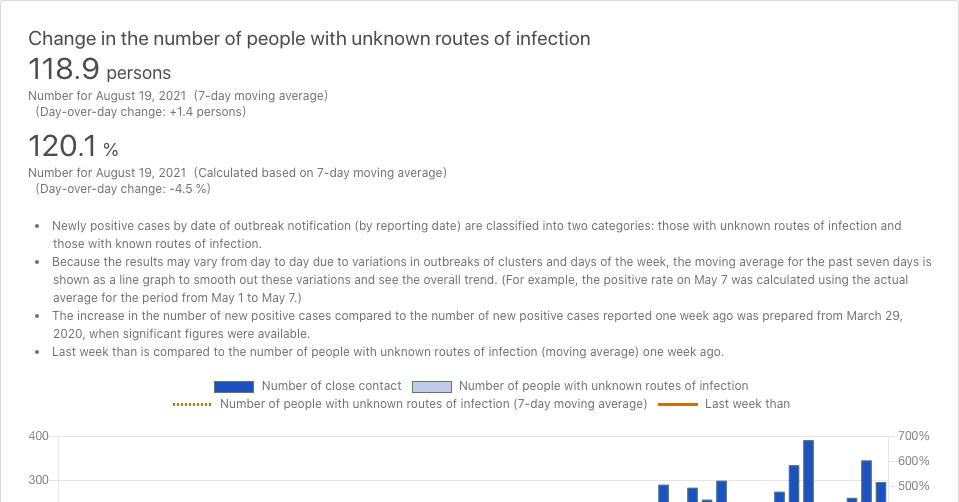 Change in the number of people with unknown routes of infection
118.9 persons
Number for August 19, 2021 (7-day moving average)
(Day-over-day change: +1.4 persons)
120.1 %
Number for August 19, 2021 (Calculated based on 7-day moving average)
(Day-over-day change: -4.5 %)
• Newly positive cases by date of outbreak notification (by reporting date) are classified into two categories: those with unknown routes of infection and
those with known routes of infection.
• Because the results may vary from day to day due to variations in outbreaks of clusters and days of the week, the moving average for the past seven days is
shown as a line graph to smooth out these variations and see the overall trend. (For example, the positive rate on May 7 was calculated using the actual
average for the period from May 1 to May 7.)
• The increase in the number of new positive cases compared to the number of new positive cases reported one week ago was prepared from March 29,
2020, when significant figures were available.
• Last week than is compared to the number of people with unknown routes of infection (moving average) one week ago.
Number of close contact Number of people with unknown routes of infection
Number of people with unknown routes of infection (7-day moving average) Last week than
400 700%
600%
300 500%